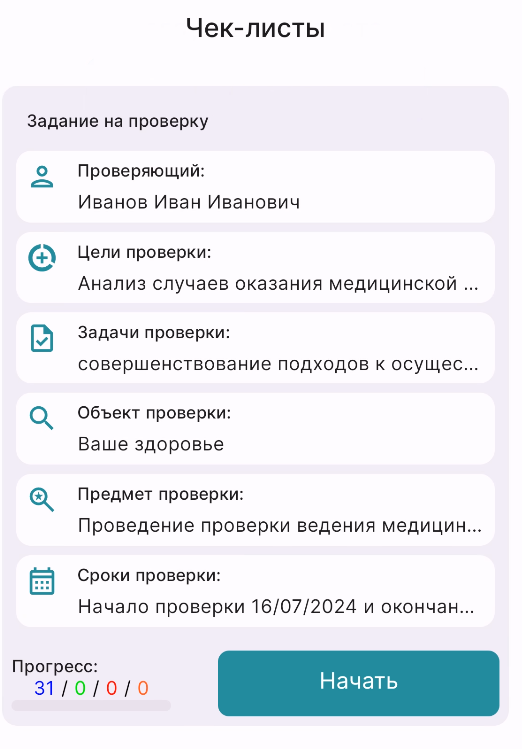 Чек-листы
Задание на проверку
Проверяющий:
Иванов Иван Иванович
Цели проверки:
Анализ случаев оказания медицинской ...
Задачи проверки:
совершенствование подходов к осущес...
Объект проверки:
Ваше здоровье
Предмет проверки:
Проведение проверки ведения медицин...
Сроки проверки:
Начало проверки 16/07/2024 и окончан...
Прогресс:
31 / 0 / 0 / 0
Начать